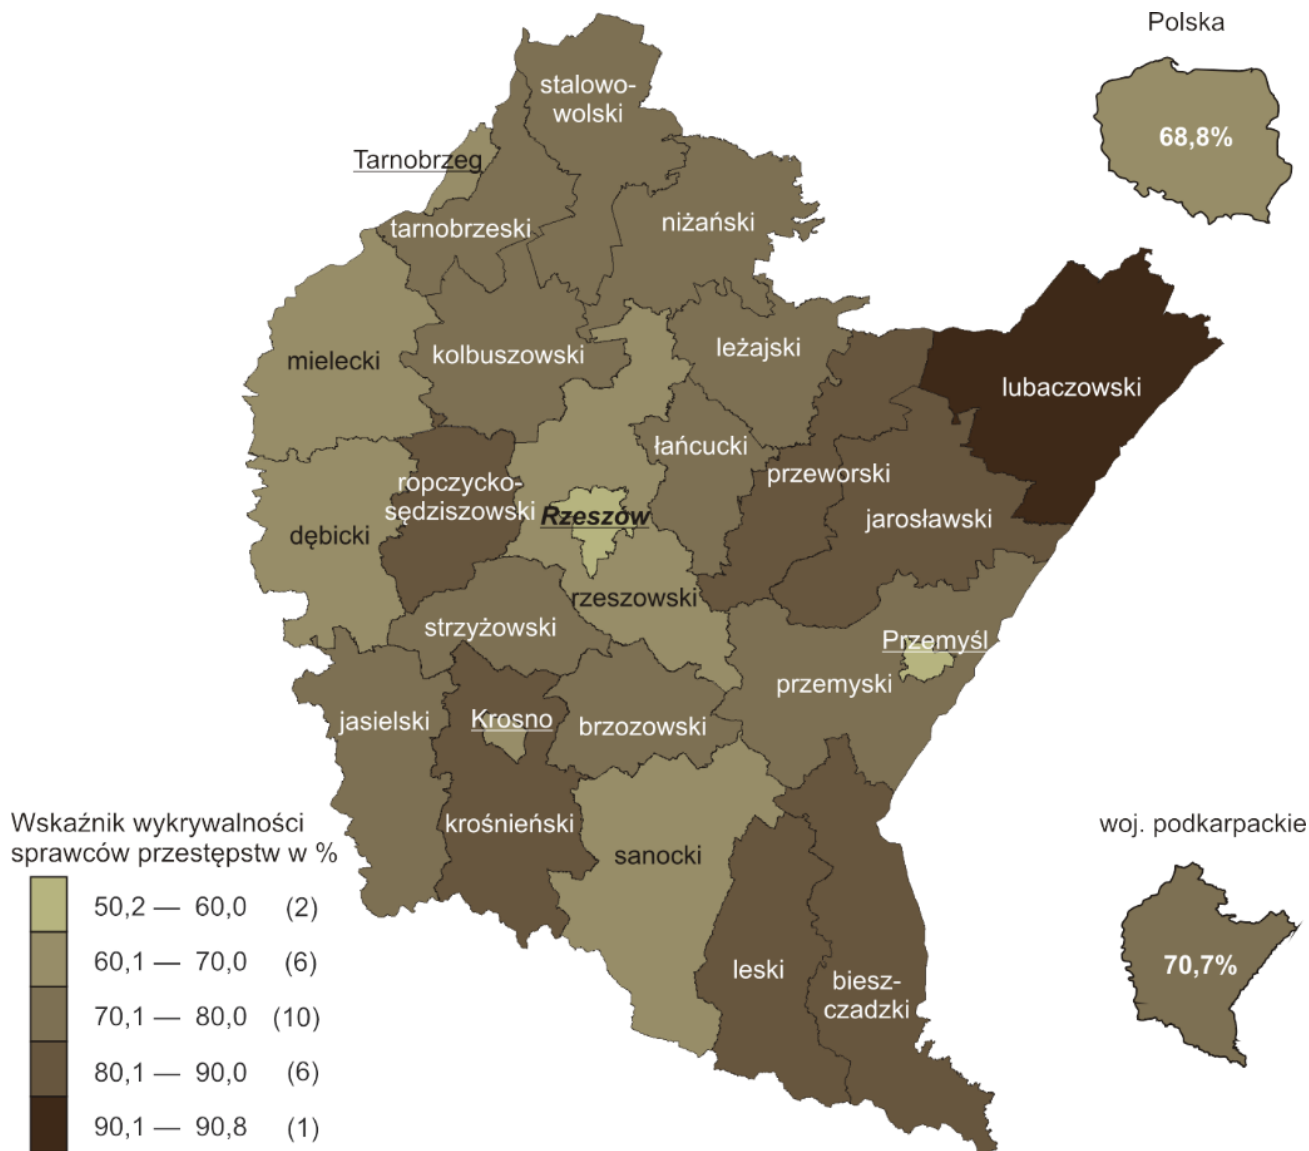 Polska
68,8%
stalowo-
wolski
Tarnobrzeg
tarnobrzeski
niżański
mielecki
kolbuszowski
leżajski
lubaczowski
łańcucki
przeworski
ropczycko-
sędziszowski
Rzeszów
jarosławski
dębicki
rzeszowski
strzyżowski
Przemyśl
przemyski
jasielski
Krosno
brzozowski
krośnieński
sanocki
leski
biesz-
czadzki
woj. podkarpackie
70,7%
Wskaźnik wykrywalności
sprawców przestępstw w %
50,2 — 60,0 (2)
60,1 — 70,0 (6)
70,1 — 80,0 (10)
80,1 — 90,0 (6)
90,1 — 90,8 (1)